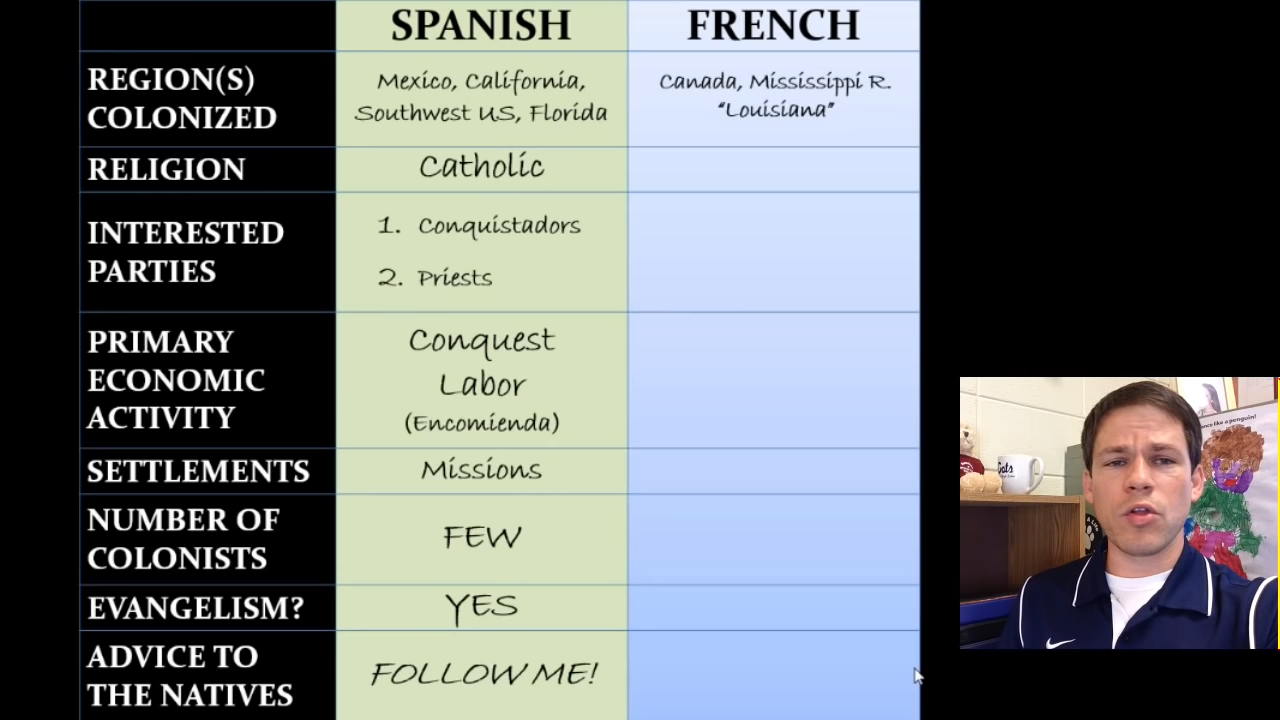 SPANISH
FRENCH
REGION(S)
COLONIZED
Mexico, California,
Southwest US, Florida
Canada, Mississippi R.
“Louisiana”
RELIGION
Catholic
INTERESTED
PARTIES
1. Conquistadors
2. Priests
PRIMARY
ECONOMIC
ACTIVITY
Conquest
Labor
(Encomienda)
SETTLEMENTS
Missions
NUMBER OF
COLONISTS
FEW
EVANGELISM?
YES
ADVICE TO
THE NATIVES
FOLLOW ME!
like a penguin!